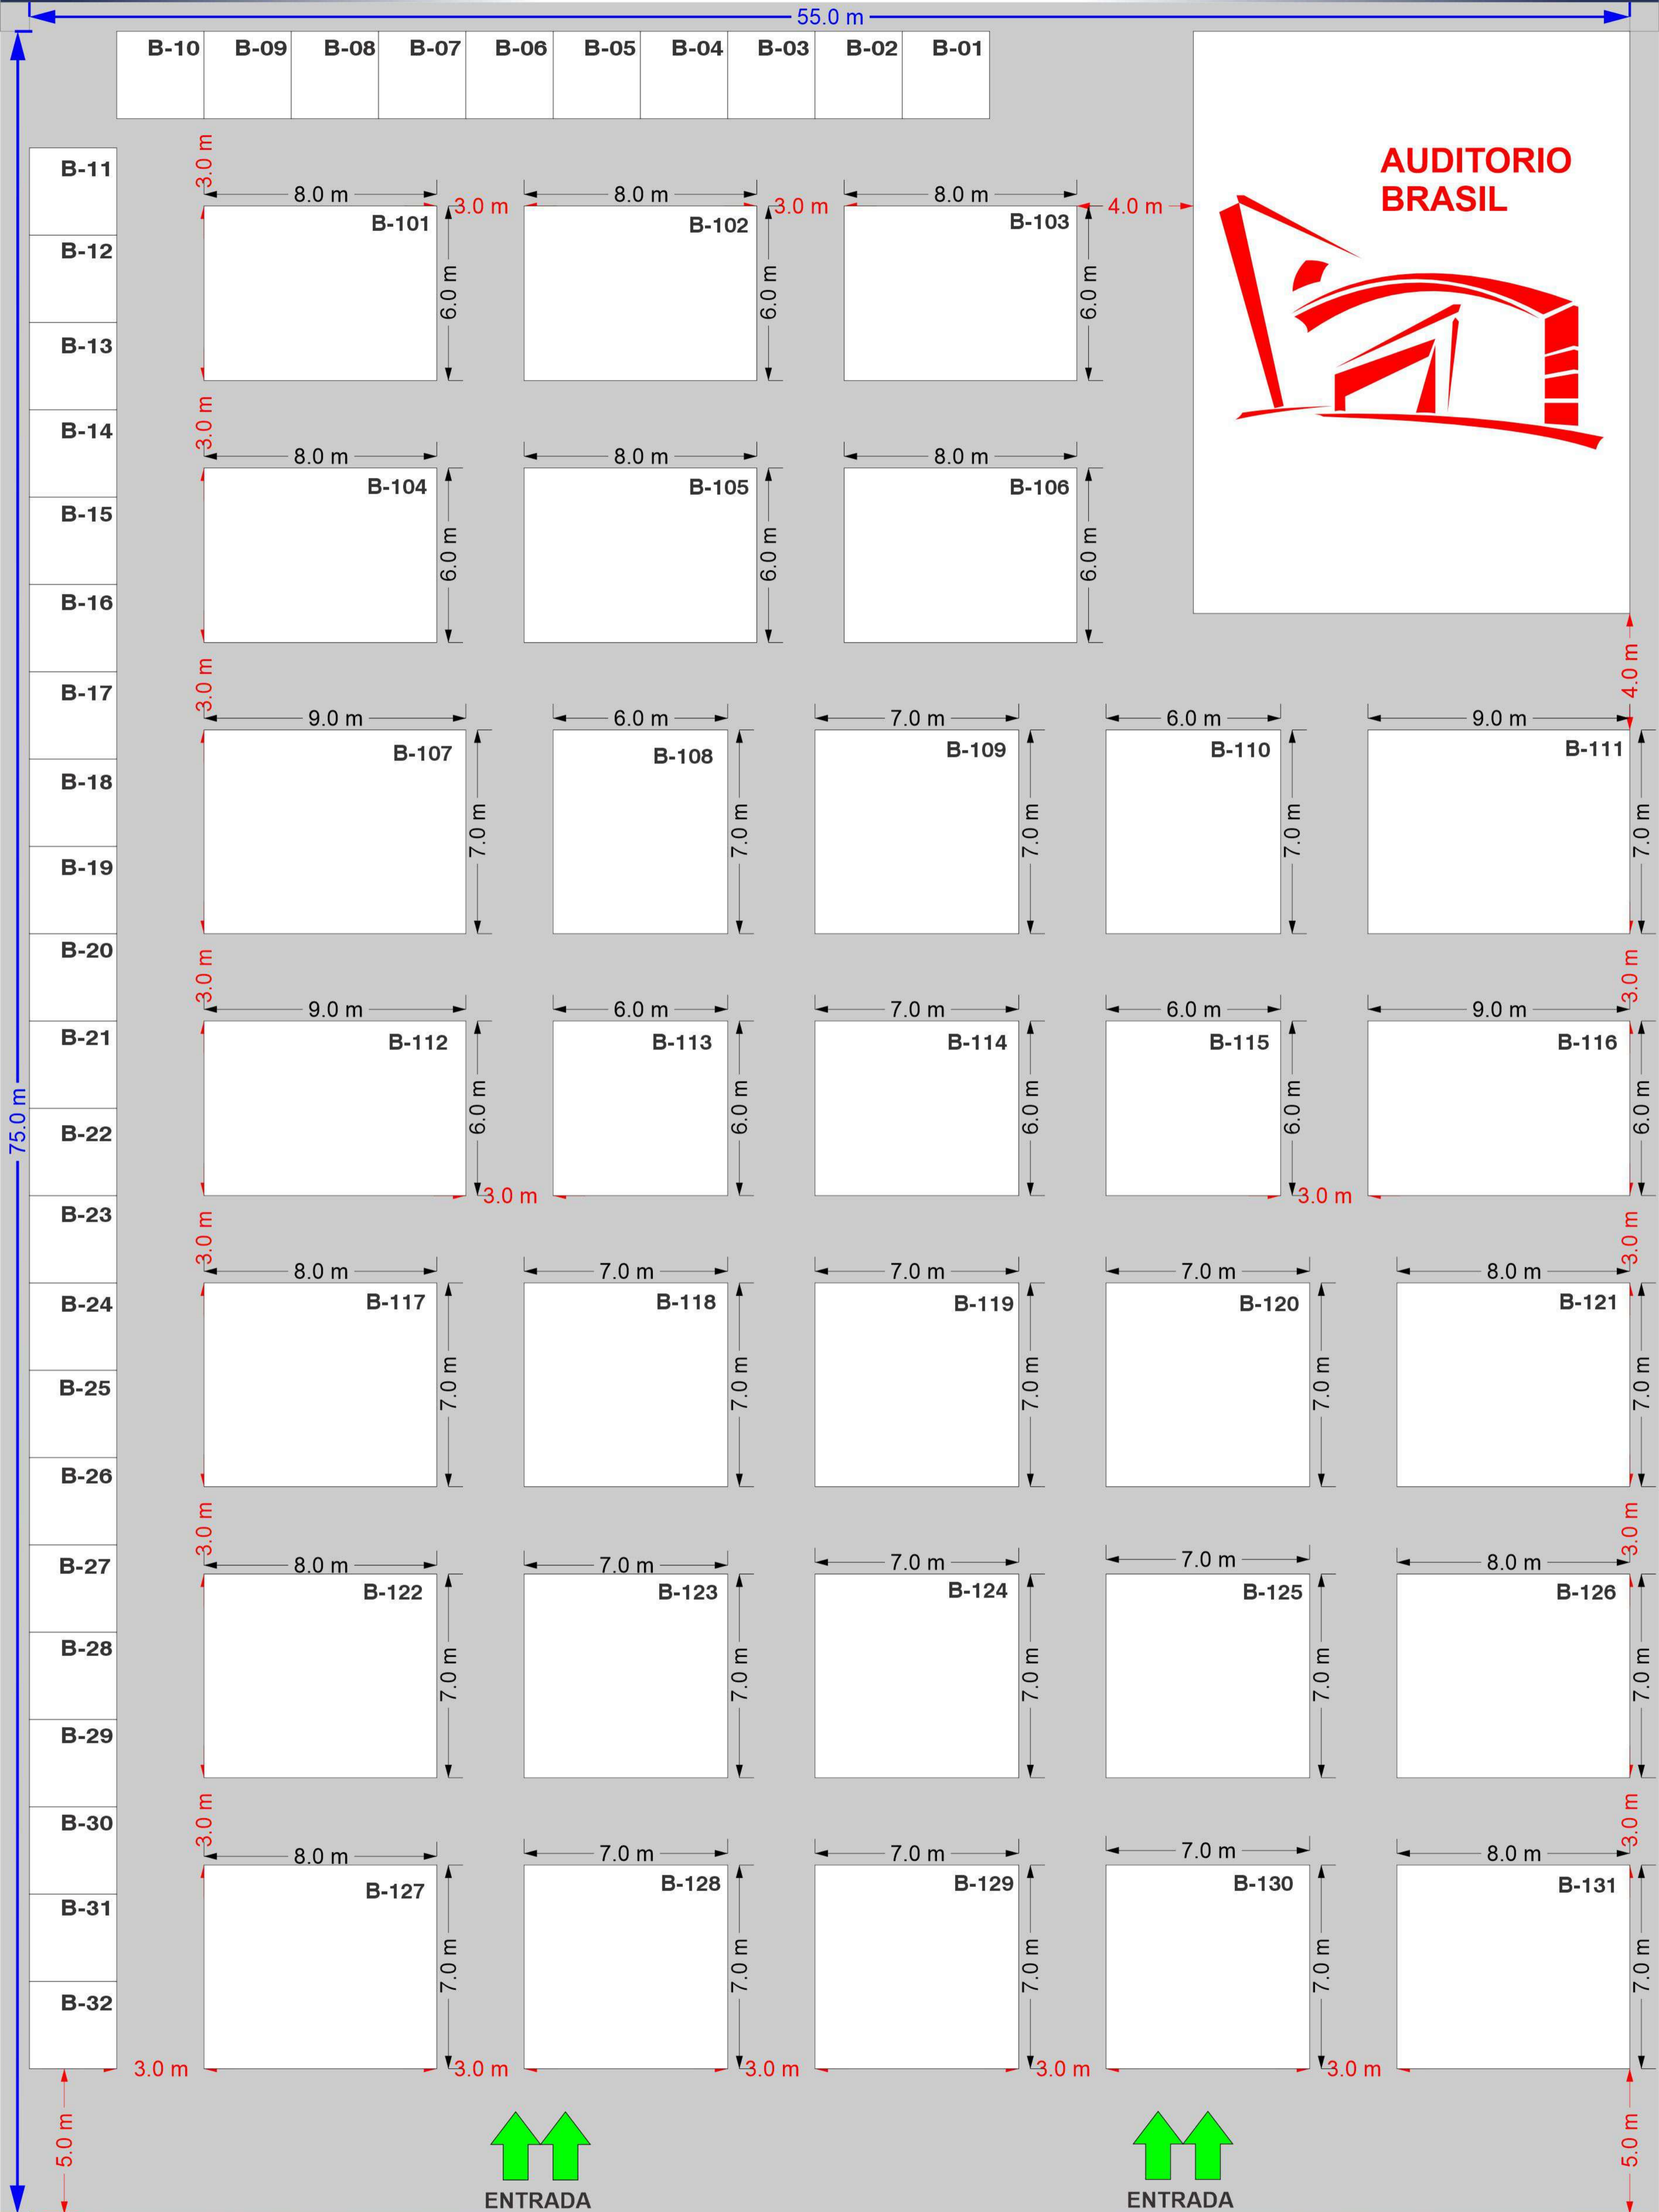 55.0 m
B-10 B-09 B-08 B-07 B-06 B-05 B-04 B-03 B-02 B-01
AUDITORIO
BRASIL
75.0 m
B-11
B-12
B-13
B-14
B-15
B-16
B-17
B-18
B-19
B-20
B-21
B-22
B-23
B-24
B-25
B-26
B-27
B-28
B-29
B-30
B-31
B-32
3.0 m
8.0 m 8.0 m 8.0 m
3.0 m 3.0 m 4.0 m
B-101 B-102 B-103
6.0 m 6.0 m 6.0 m
3.0 m
8.0 m 8.0 m 8.0 m
B-104 B-105 B-106
6.0 m 6.0 m 6.0 m
3.0 m 4.0 m
9.0 m 6.0 m 7.0 m 6.0 m 9.0 m
B-107 B-108 B-109 B-110 B-111
7.0 m 7.0 m 7.0 m 7.0 m 7.0 m
3.0 m 3.0 m
9.0 m 6.0 m 7.0 m 6.0 m 9.0 m
B-112 B-113 B-114 B-115 B-116
6.0 m 6.0 m 6.0 m 6.0 m 6.0 m
3.0 m 3.0 m
3.0 m 3.0 m
8.0 m 7.0 m 7.0 m 7.0 m 8.0 m
B-117 B-118 B-119 B-120 B-121
7.0 m 7.0 m 7.0 m 7.0 m 7.0 m
3.0 m 3.0 m
8.0 m 7.0 m 7.0 m 7.0 m 8.0 m
B-122 B-123 B-124 B-125 B-126
7.0 m 7.0 m 7.0 m 7.0 m 7.0 m
3.0 m 3.0 m
8.0 m 7.0 m 7.0 m 7.0 m 8.0 m
B-127 B-128 B-129 B-130 B-131
7.0 m 7.0 m 7.0 m 7.0 m 7.0 m
3.0 m 3.0 m 3.0 m 3.0 m 3.0 m
5.0 m 5.0 m
ENTRADA ENTRADA